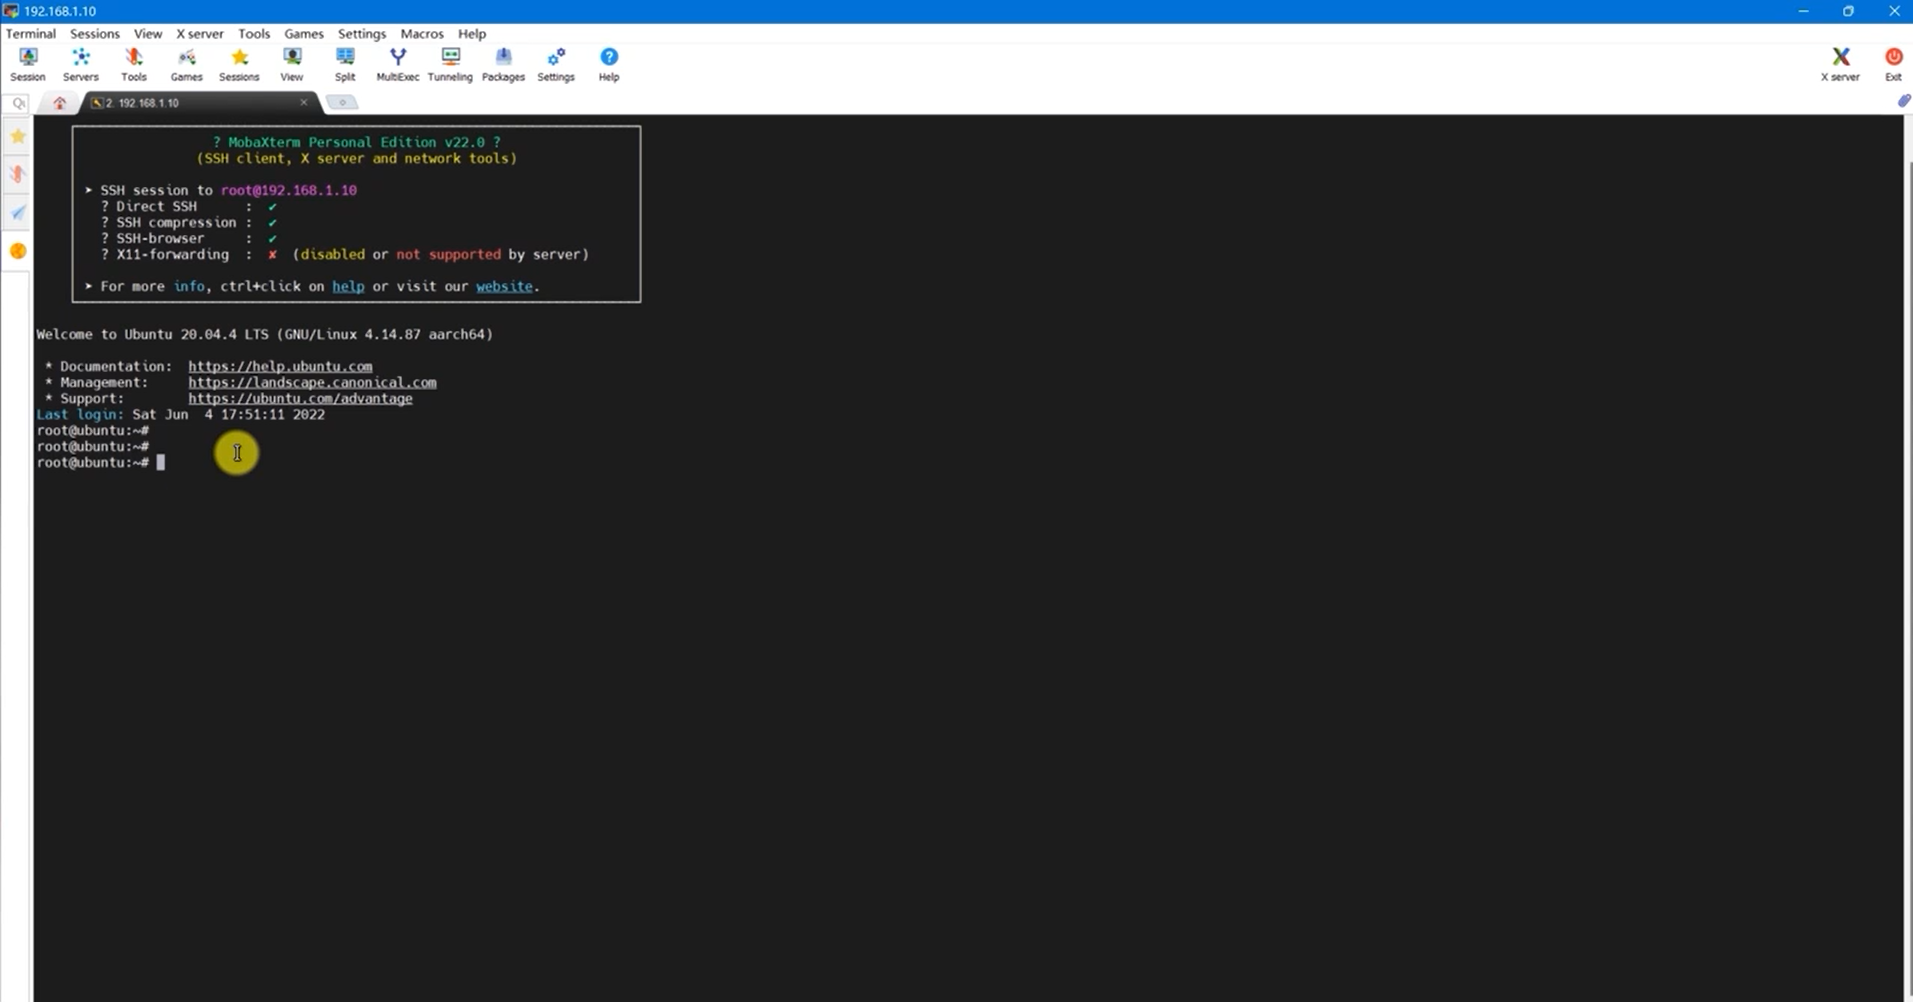 192.168.1.10
Terminal Sessions View X server Tools Games Settings Macros Help
Session Servers Tools Games Sessions View Split MultiExec Tunneling Packages Settings Help X server Exit
2. 192.168.1.10
? MobaXterm Personal Edition v22.0 ?
(SSH client, X server and network tools)
➤ SSH session to root@192.168.1.10
? Direct SSH : ✔
? SSH compression : ✔
? SSH-browser : ✔
? X11-forwarding : ✘ (disabled or not supported by server)
➤ For more info, ctrl+click on help or visit our website.
Welcome to Ubuntu 20.04.4 LTS (GNU/Linux 4.14.87 aarch64)
* Documentation: https://help.ubuntu.com
* Management: https://landscape.canonical.com
* Support: https://ubuntu.com/advantage
Last login: Sat Jun 4 17:51:11 2022
root@ubuntu:~#
root@ubuntu:~#
root@ubuntu:~#